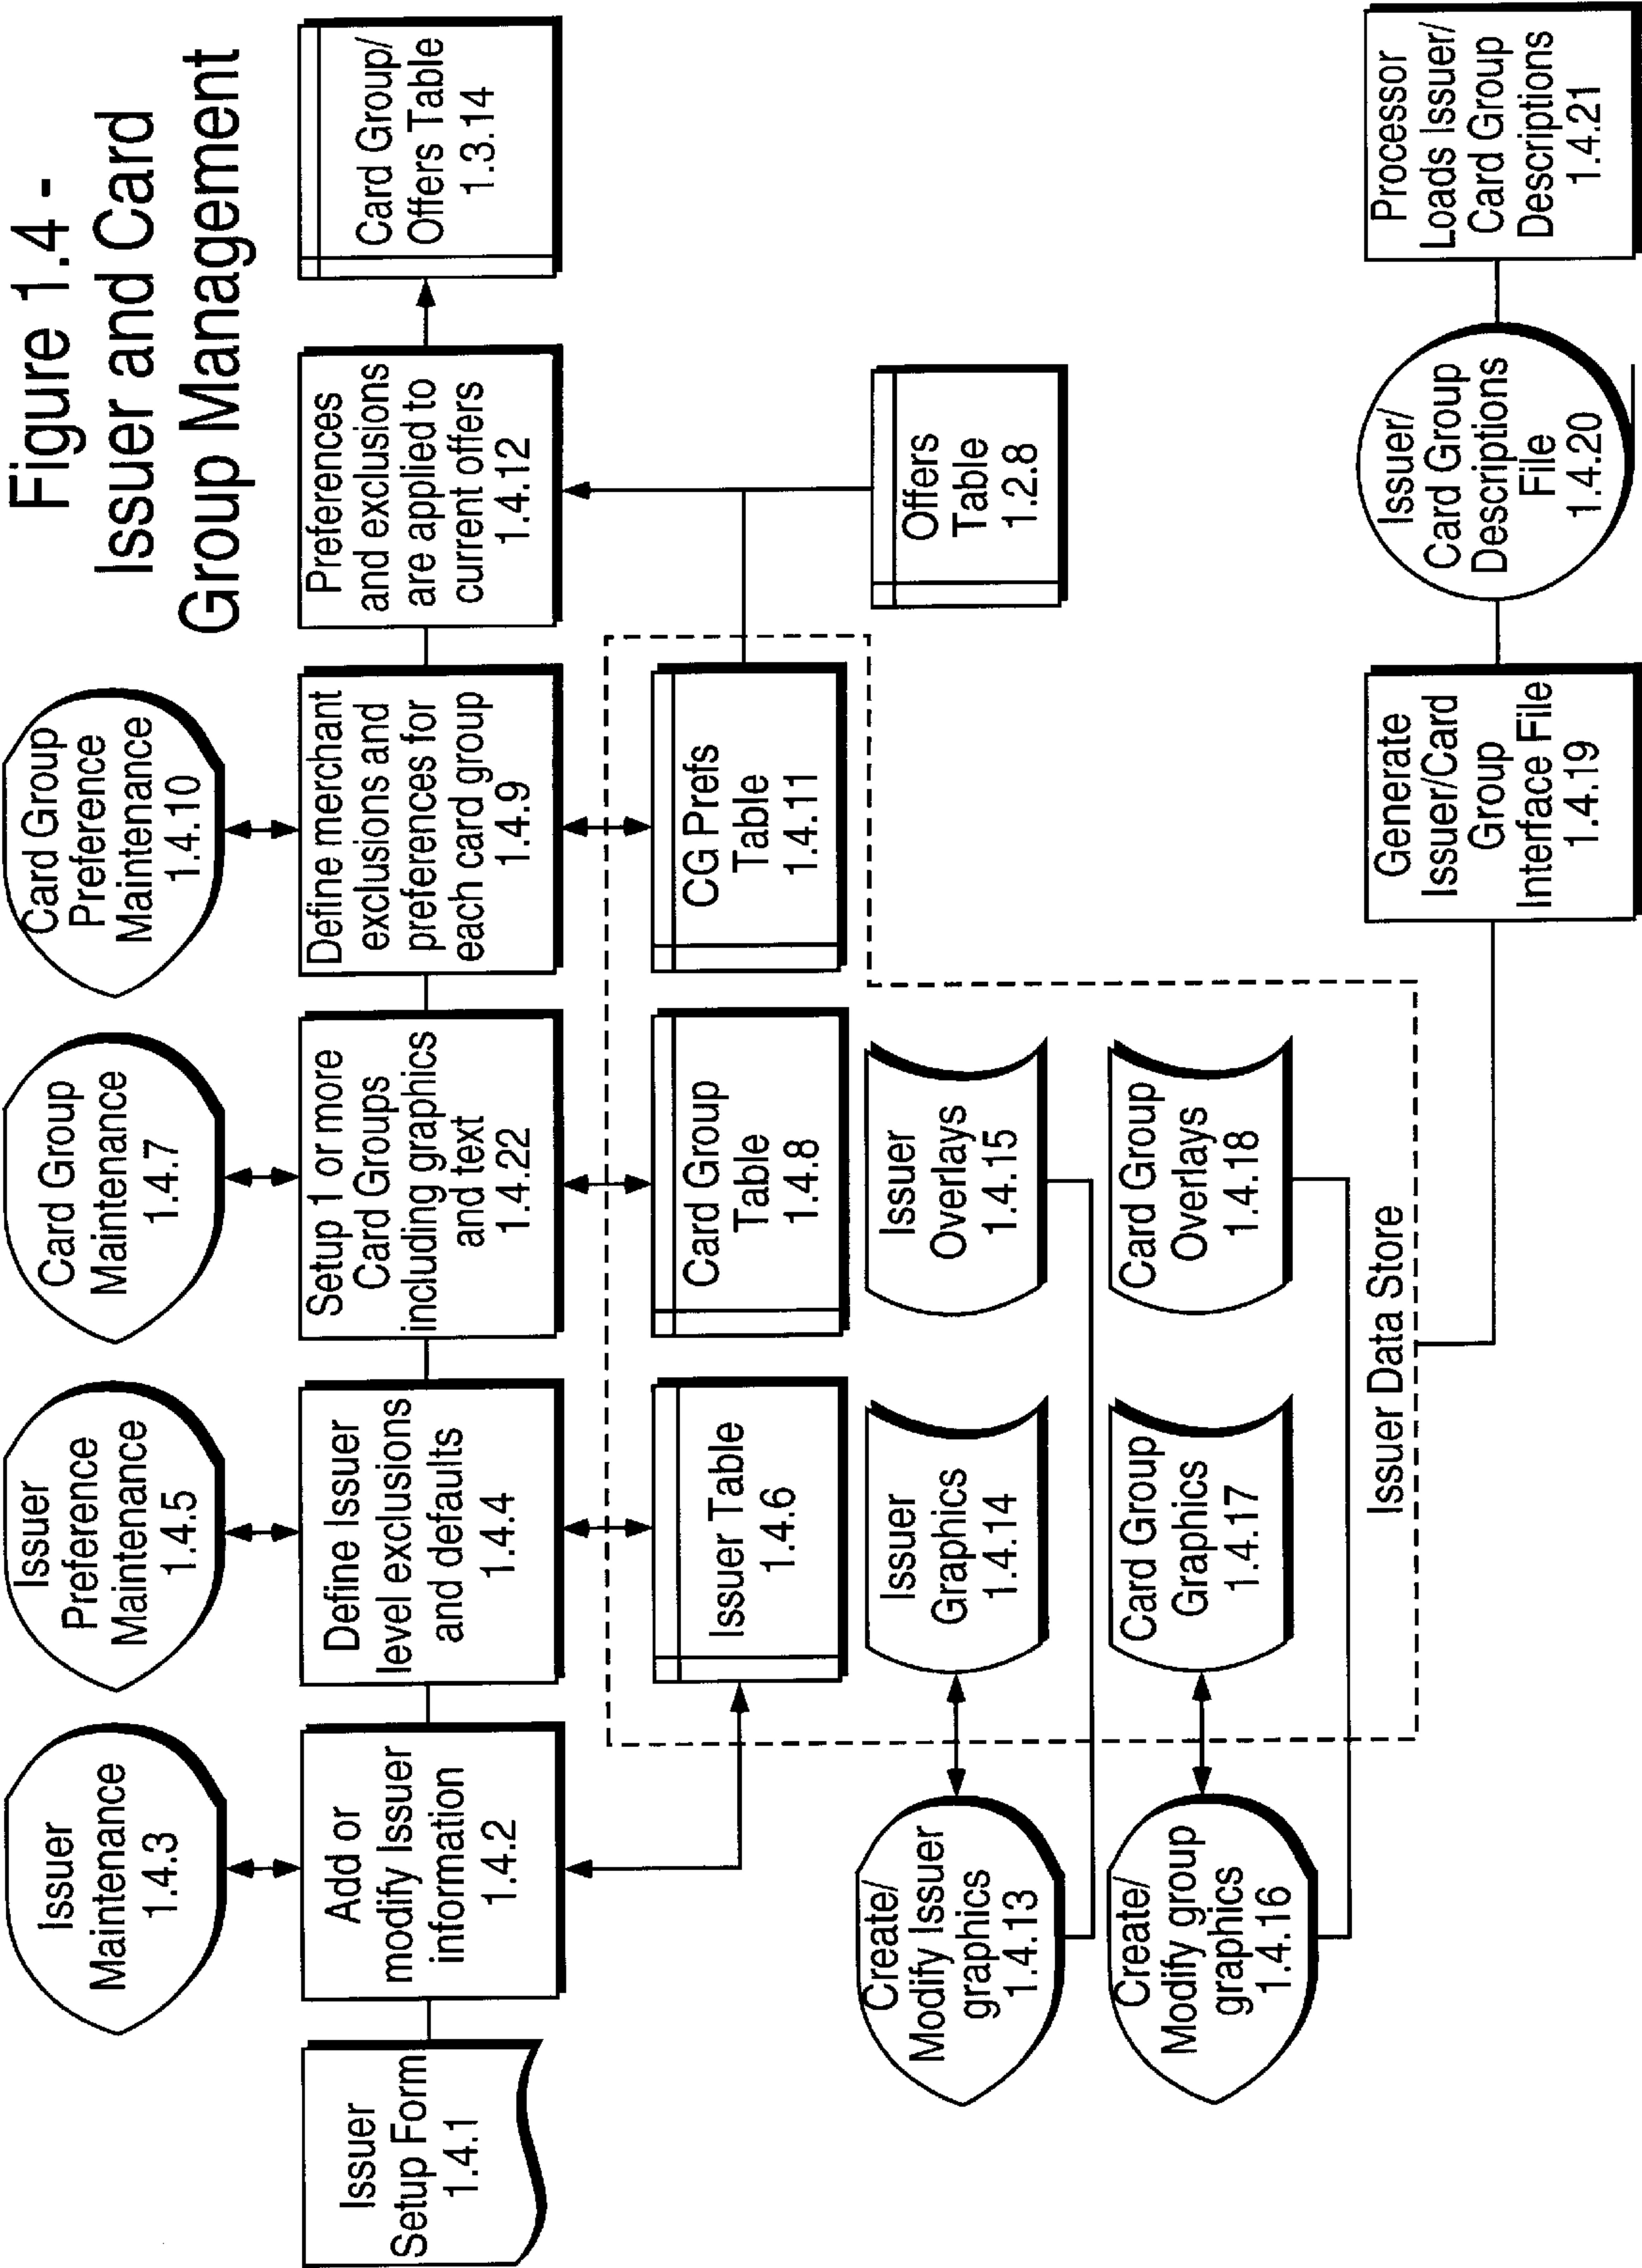 Figure 1.4 -
Issuer and Card
Group Management
Issuer
Maintenance
1.4.3
Issuer
Preference
Maintenance
1.4.5
Card Group
Maintenance
1.4.7
Card Group
Preference
Maintenance
1.4.10
Issuer
Setup Form
1.4.1
Add or
modify Issuer
information
1.4.2
Define Issuer
level exclusions
and defaults
1.4.4
Setup 1 or more
Card Groups
including graphics
and text
1.4.22
Define merchant
exclusions and
preferences for
each card group
1.4.9
Preferences
and exclusions
are applied to
current offers
1.4.12
Card Group/
Offers Table
1.3.14
Issuer Table
1.4.6
Card Group
Table
1.4.8
CG Prefs
Table
1.4.11
Offers
Table
1.2.8
Create/
Modify Issuer
graphics
1.4.13
Issuer
Graphics
1.4.14
Issuer
Overlays
1.4.15
Create/
Modify group
graphics
1.4.16
Card Group
Graphics
1.4.17
Card Group
Overlays
1.4.18
Issuer Data Store
Generate
Issuer/Card
Group
Interface File
1.4.19
Issuer/
Card Group
Descriptions
File
1.4.20
Processor
Loads Issuer/
Card Group
Descriptions
1.4.21